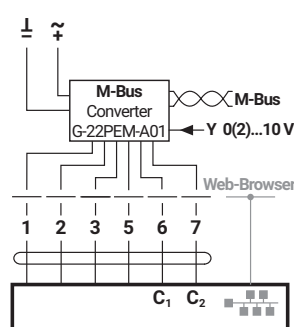 ⊥ ~
= +
M-Bus
Converter
G-22PEM-A01
M-Bus
Y 0(2)...10 V
Web-Browser
1 2 3 5 6 7
C₁ C₂